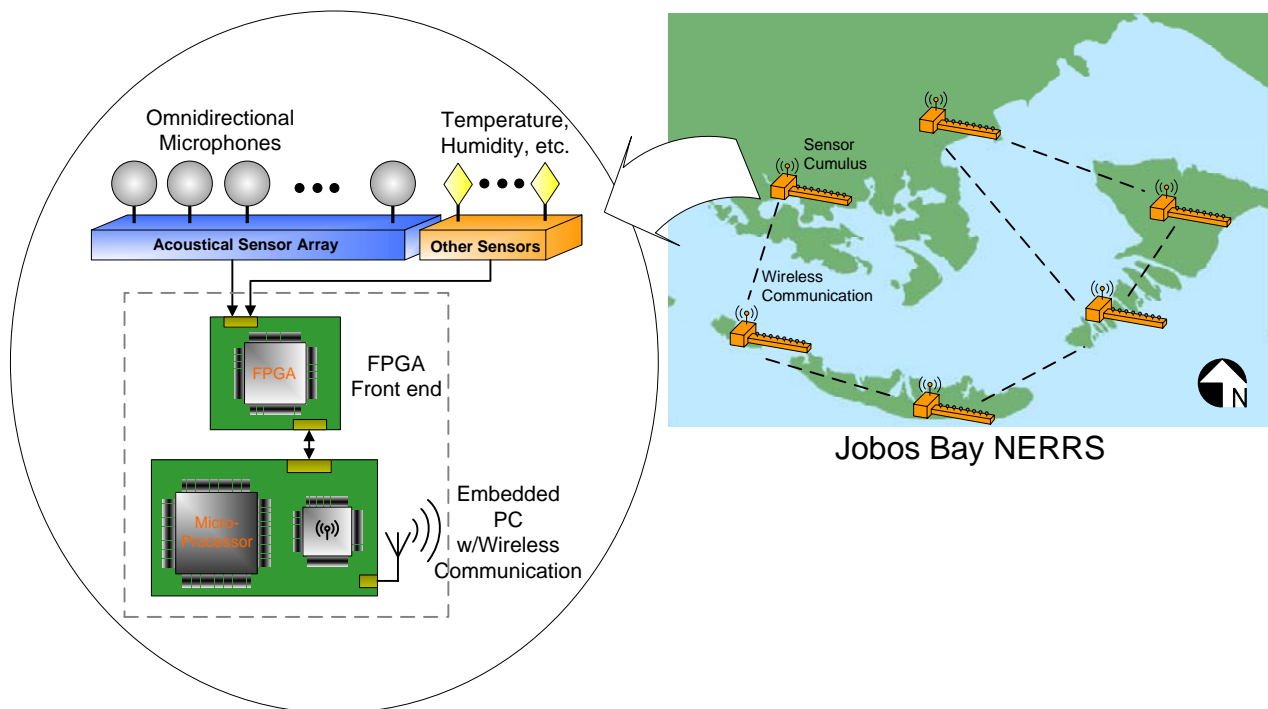 Omnidirectional
Microphones
Temperature,
Humidity, etc.
Acoustical Sensor Array
Other Sensors
FPGA
FPGA
Front end
Micro-
Processor
Embedded
PC
w/Wireless
Communication
Sensor
Cumulus
Wireless
Communication
N
Jobos Bay NERRS